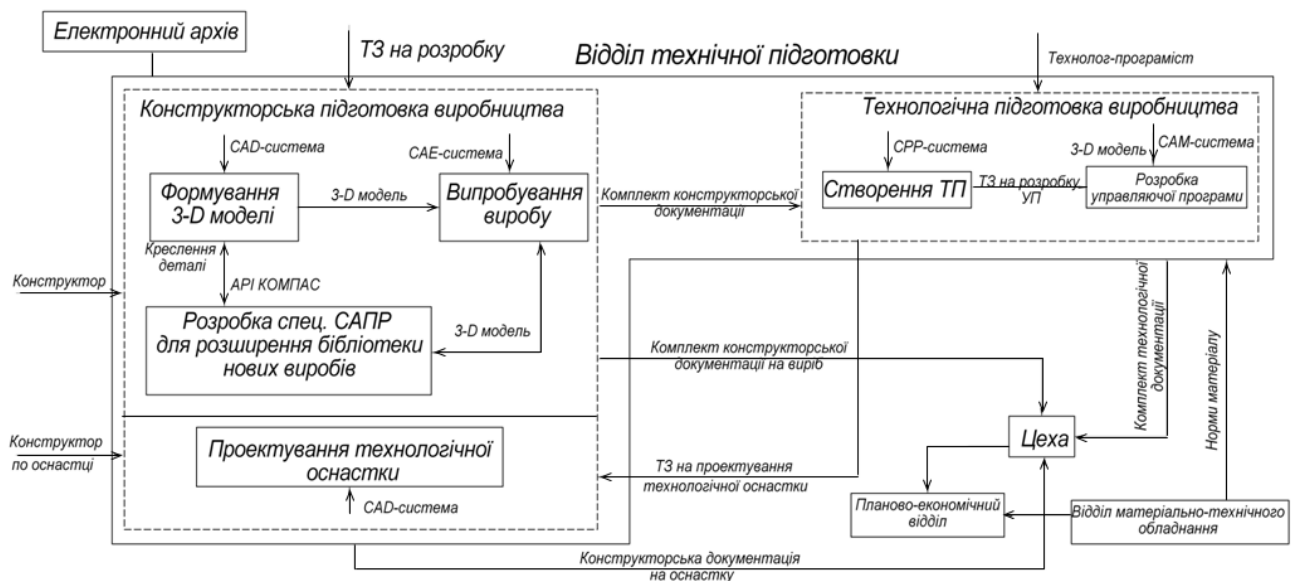 Електронний архів
ТЗ на розробку
Відділ технічної підготовки
Технолог-програміст
Конструкторська підготовка виробництва
CAD-система
CAE-система
Формування
3-D моделі
3-D модель
Випробування
виробу
Креслення
деталі
API КОМПАС
Розробка спец. САПР
для розширення бібліотеки
нових виробів
3-D модель
Конструктор
Конструктор
по оснастці
Проектування технологічної
оснастки
CAD-система
Комплект конструкторської
документації
Технологічна підготовка виробництва
CPP-система
3-D модель
CAM-система
Створення ТП
ТЗ на розробку
УП
Розробка
управляючої програми
Комплект конструкторської
документації на виріб
Комплект технологічної
документації
Норми матеріалу
Цеха
ТЗ на проектування
технологічної оснастки
Планово-економічний
відділ
Відділ матеріально-технічного
обладнання
Конструкторська документація
на оснастку